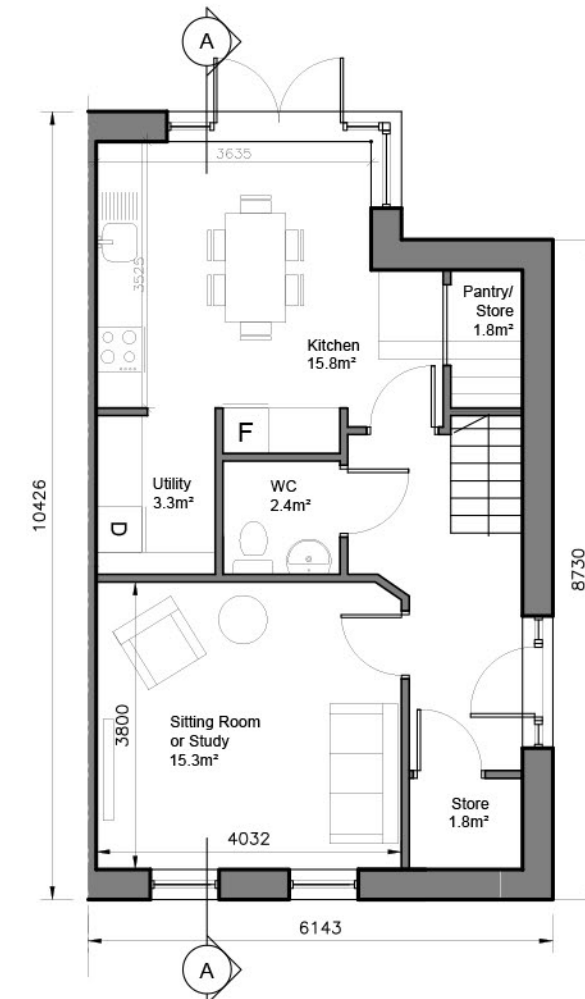 A
3635
3525
Pantry/
Store
1.8m²
Kitchen
15.8m²
F
Utility
3.3m²
WC
2.4m²
D
10426
8730
3800
Sitting Room
or Study
15.3m²
4032
Store
1.8m²
6143
A